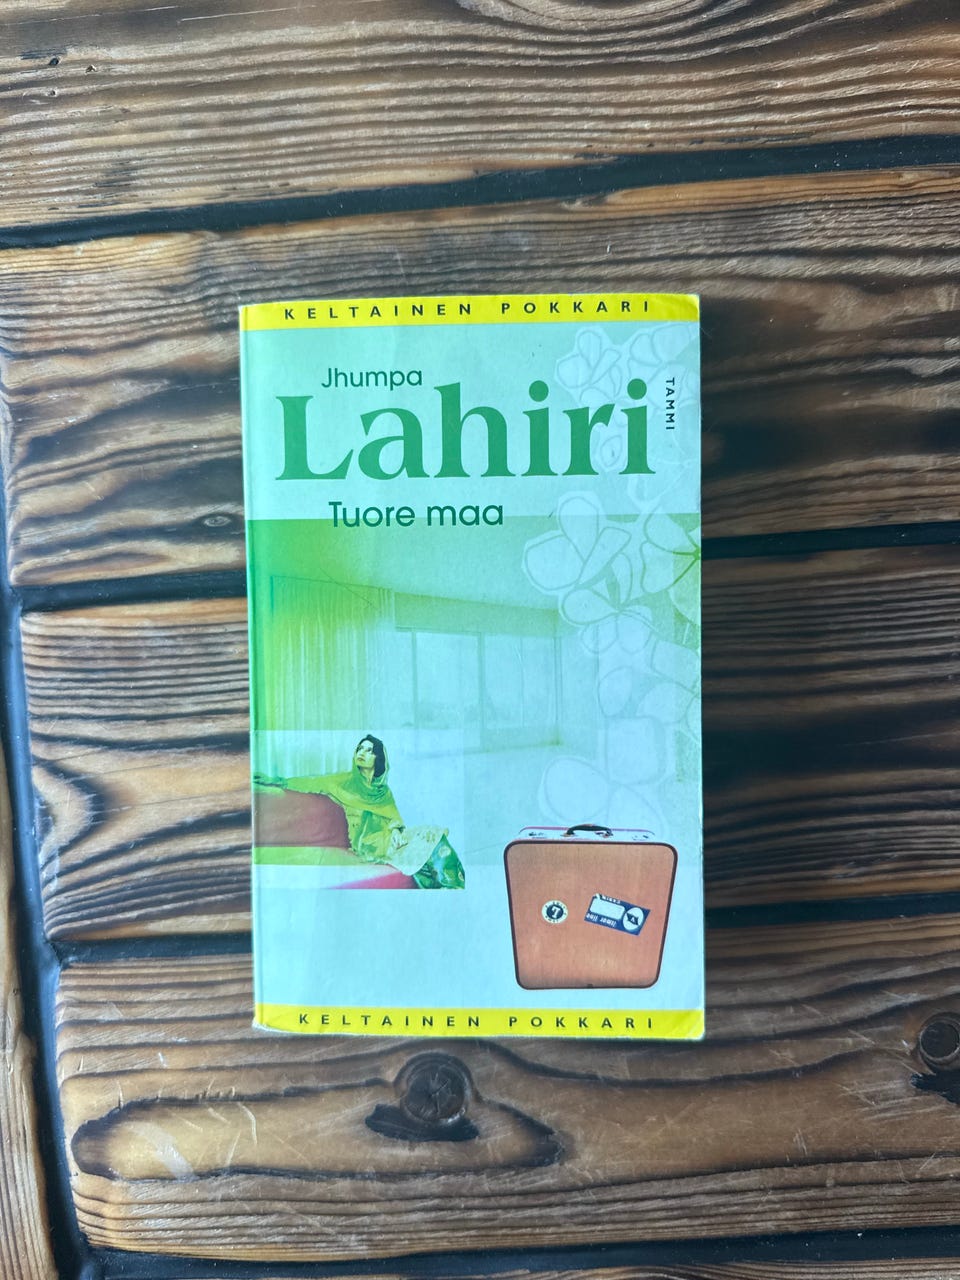 KELTAINEN POKKARI
Jhumpa
Lahiri
TAMMI
Tuore maa
KELTAINEN POKKARI